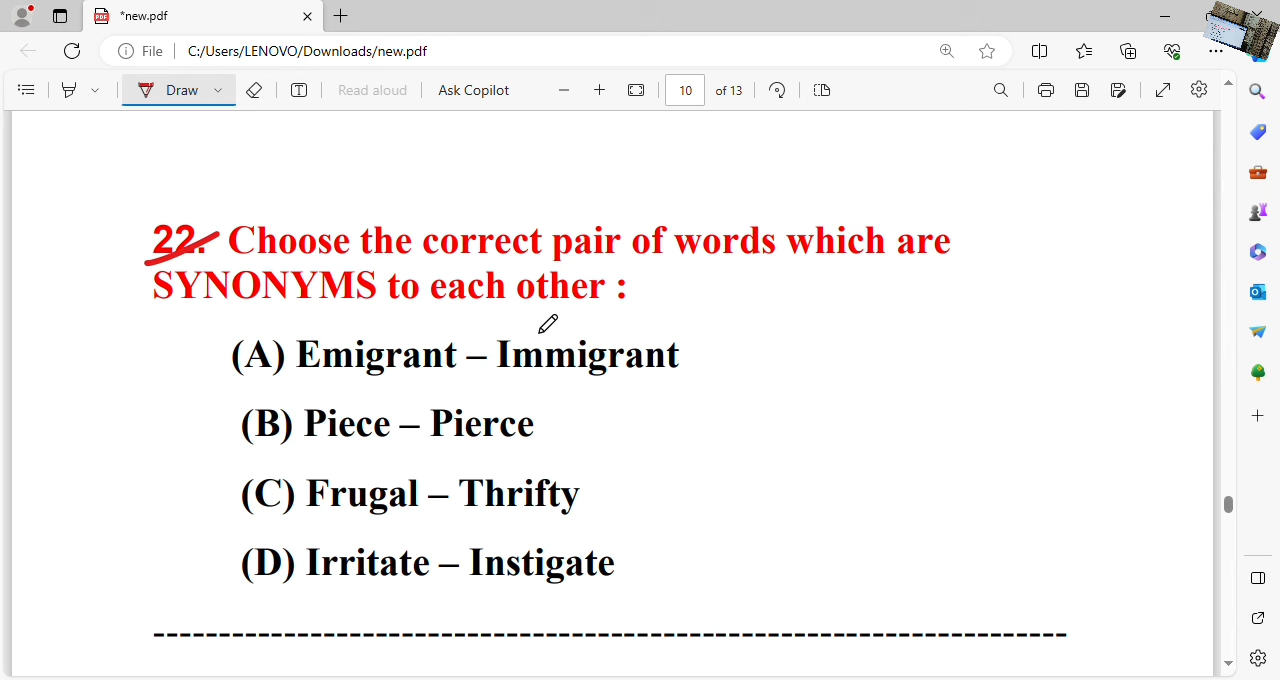 *new.pdf
File
C:/Users/LENOVO/Downloads/new.pdf
Draw
Read aloud
Ask Copilot
10
of 13
22. Choose the correct pair of words which are
SYNONYMS to each other :
(A) Emigrant – Immigrant
(B) Piece – Pierce
(C) Frugal – Thrifty
(D) Irritate – Instigate